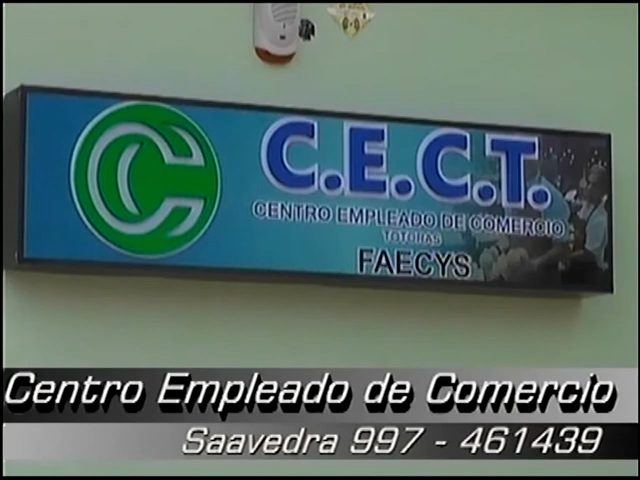 C.E.C.T.
CENTRO EMPLEADO DE COMERCIO
TOTORAS
FAECYS
Centro Empleado de Comercio
Saavedra 997 - 461439